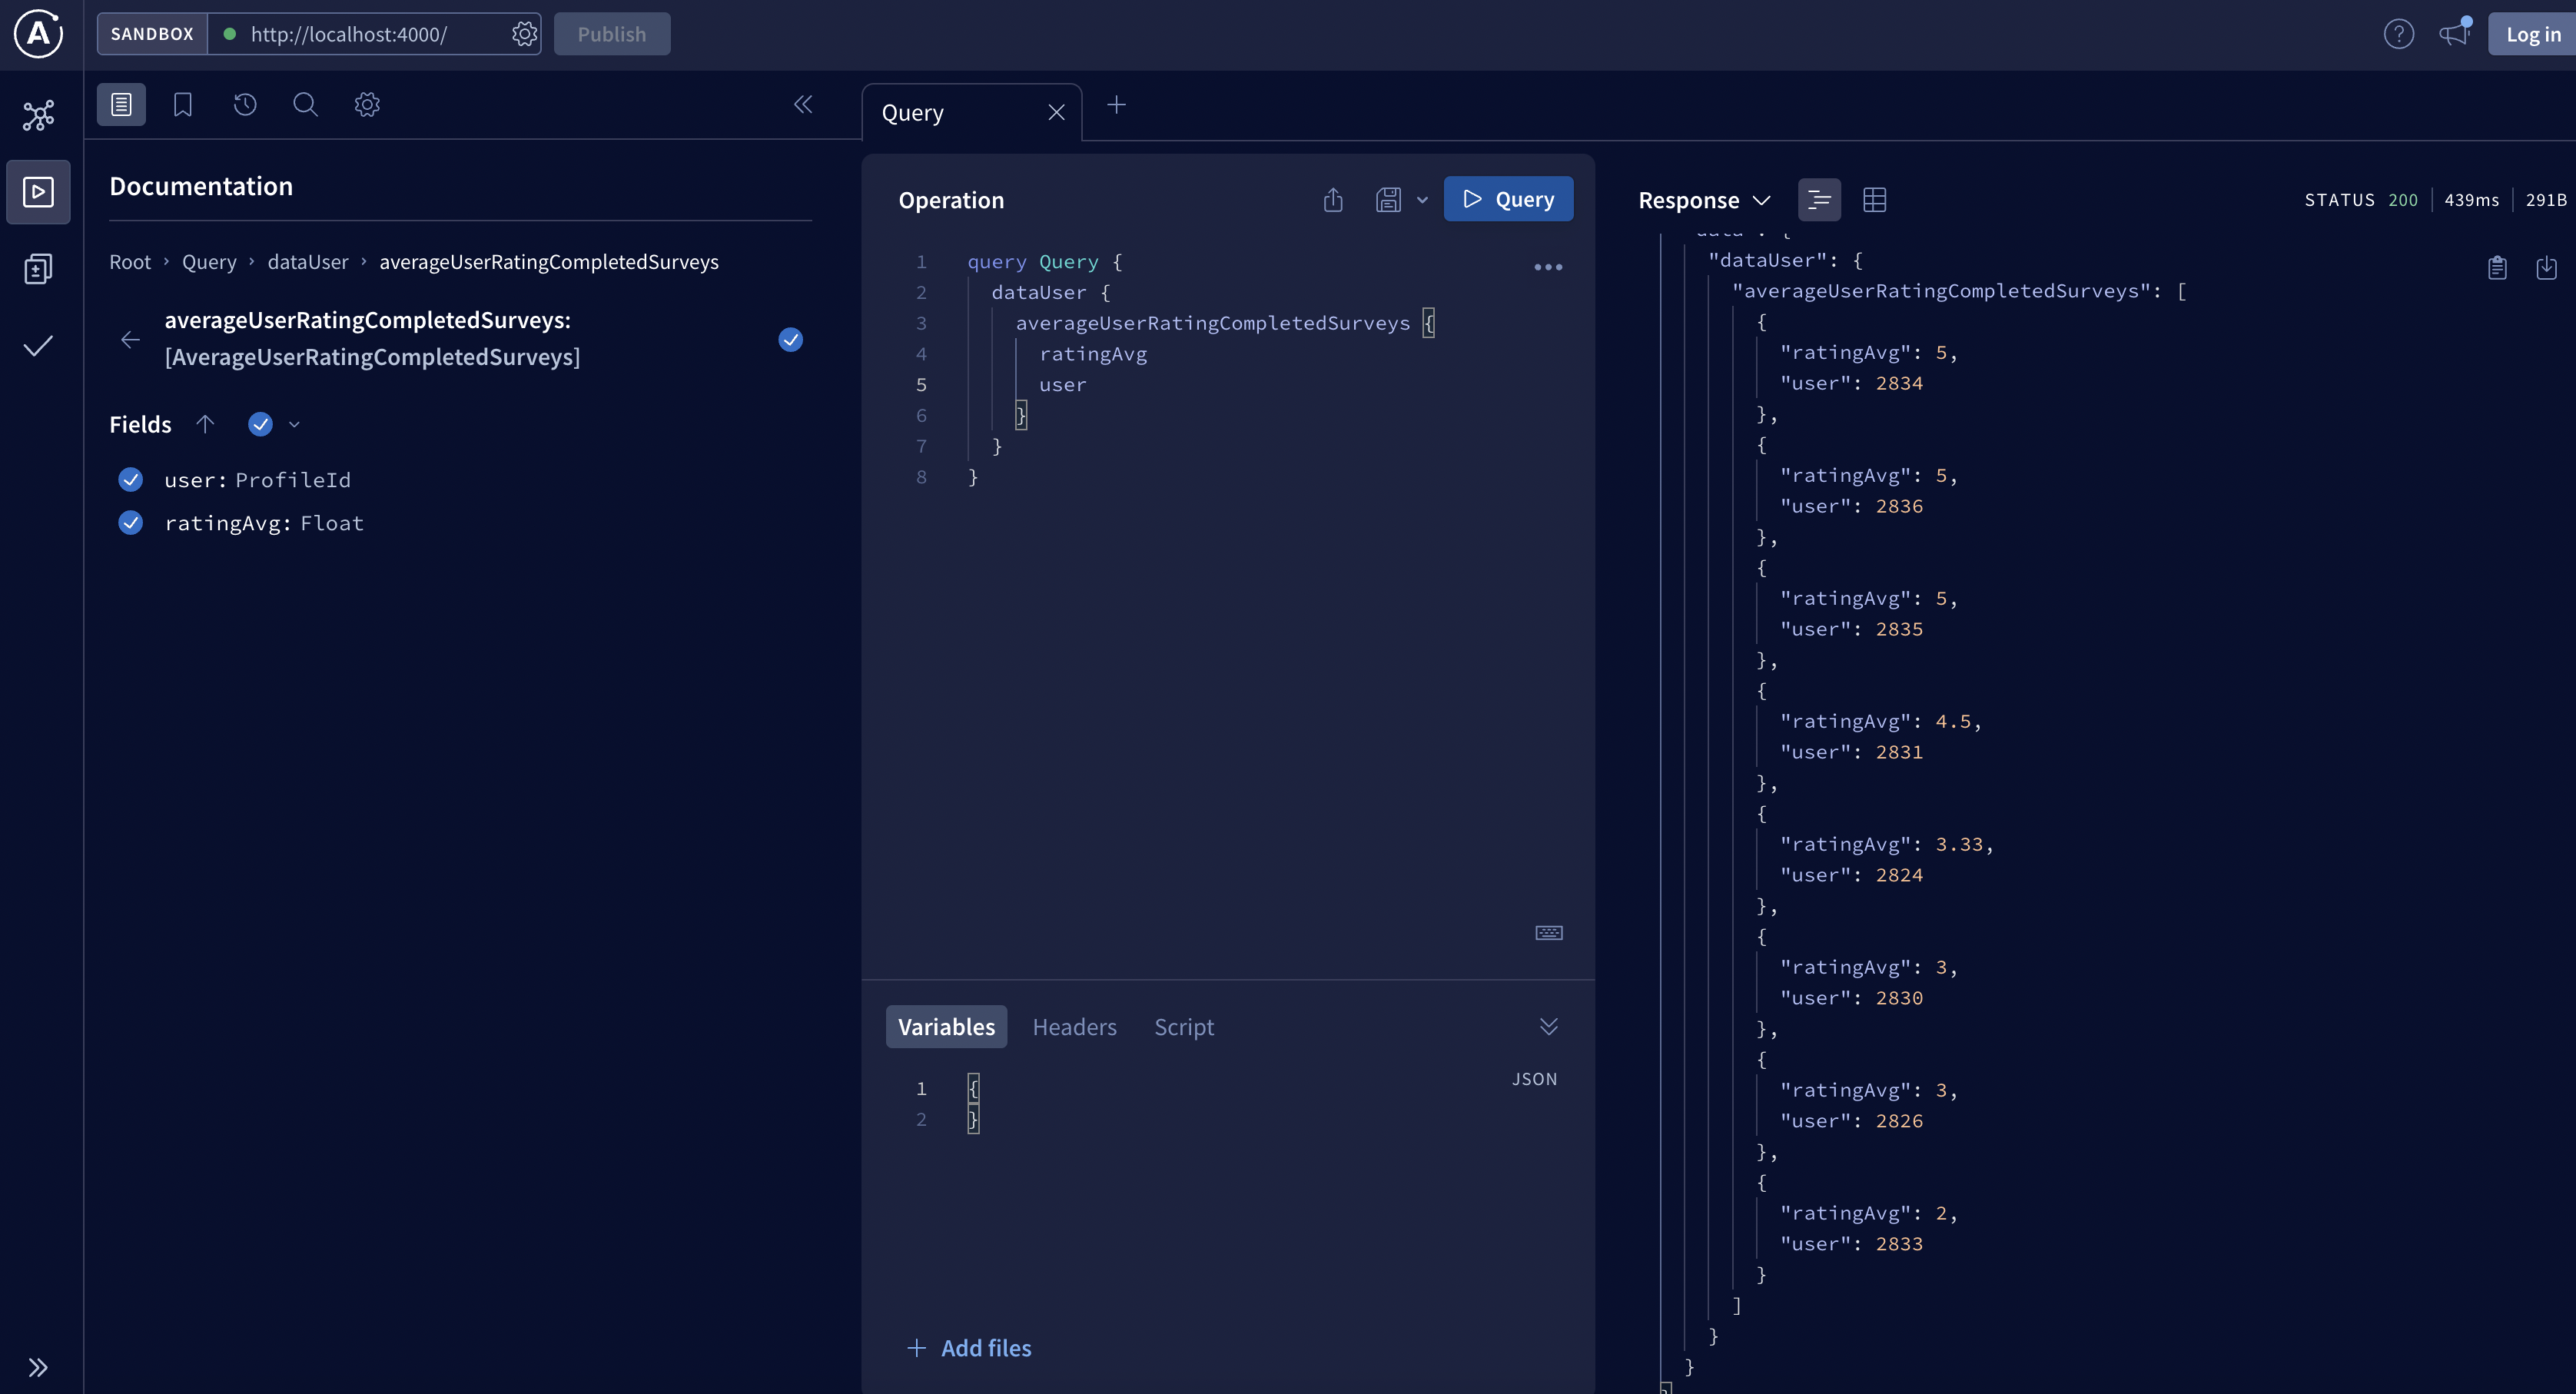 SANDBOX
http://localhost:4000/
Publish
Log in
Documentation
Root › Query › dataUser › averageUserRatingCompletedSurveys
averageUserRatingCompletedSurveys:
[AverageUserRatingCompletedSurveys]
Fields
user: ProfileId
ratingAvg: Float
Query
Operation
Query
1 query Query {
2 dataUser {
3 averageUserRatingCompletedSurveys {
4 ratingAvg
5 user
6 }
7 }
8 }
Variables Headers Script
JSON
1 {
2 }
Add files
Response
STATUS 200 439ms 291B
"data": {
"dataUser": {
"averageUserRatingCompletedSurveys": [
{
"ratingAvg": 5,
"user": 2834
},
{
"ratingAvg": 5,
"user": 2836
},
{
"ratingAvg": 5,
"user": 2835
},
{
"ratingAvg": 4.5,
"user": 2831
},
{
"ratingAvg": 3.33,
"user": 2824
},
{
"ratingAvg": 3,
"user": 2830
},
{
"ratingAvg": 3,
"user": 2826
},
{
"ratingAvg": 2,
"user": 2833
}
]
}
}
}